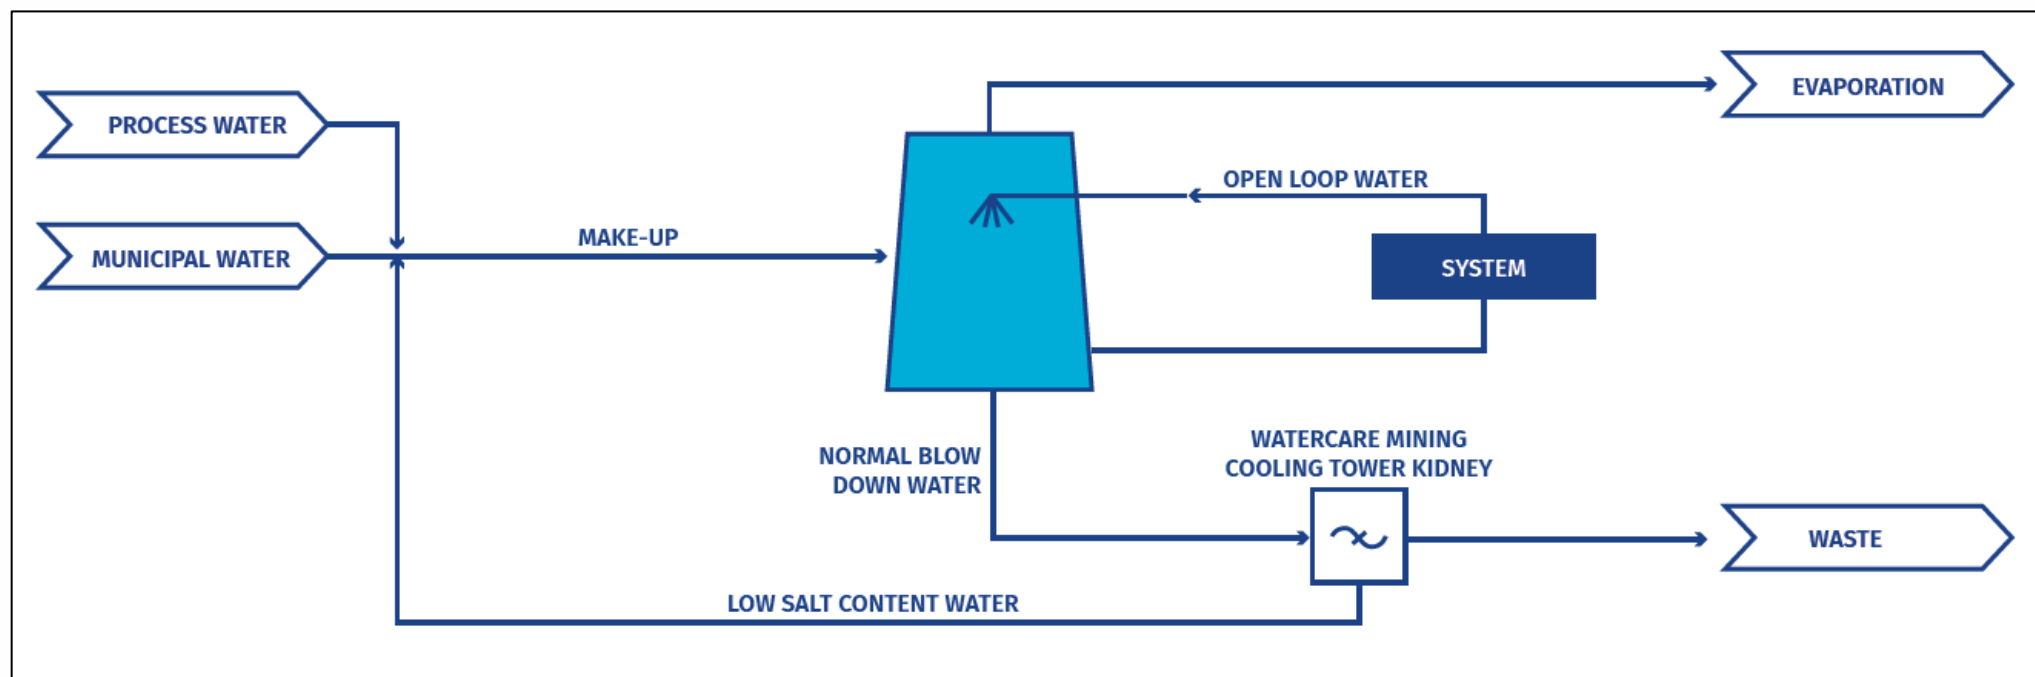 EVAPORATION
PROCESS WATER
OPEN LOOP WATER
MAKE-UP
MUNICIPAL WATER
SYSTEM
NORMAL BLOW
DOWN WATER
WATERCARE MINING
COOLING TOWER KIDNEY
WASTE
LOW SALT CONTENT WATER